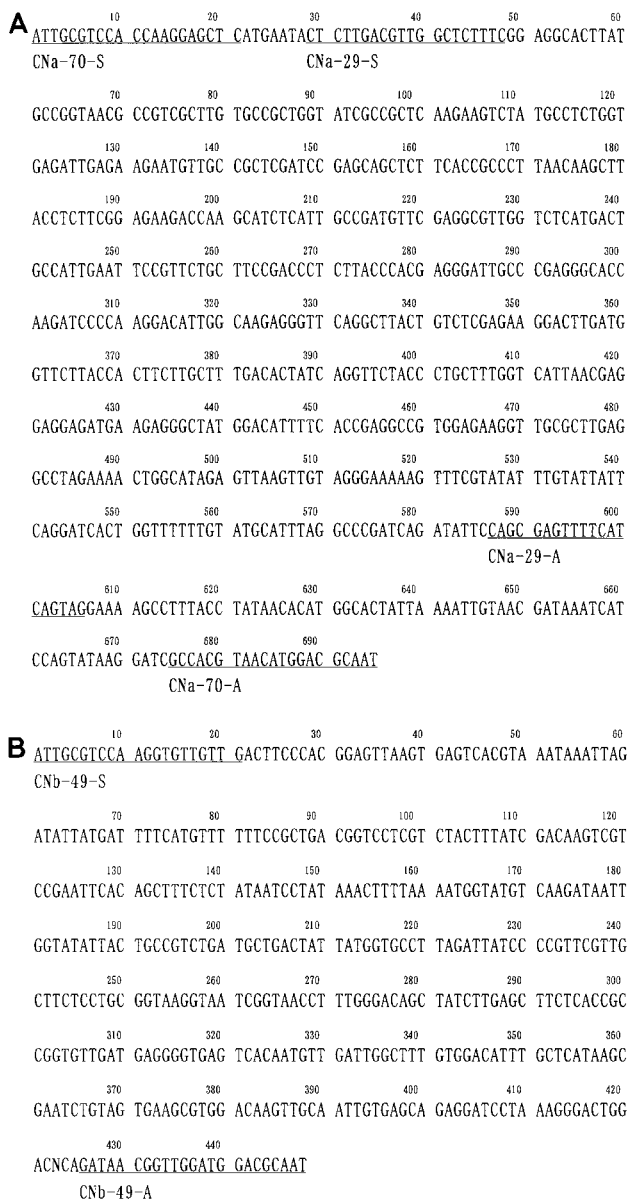 A
10 20 30 40 50 60
ATTGCGTCCA CCAAGGAGCT CATGAATACT CTTGACGTTG GCTCTTTCGG AGGCACTTAT
CNa-70-S CNa-29-S
70 80 90 100 110 120
GCCGGTAACG CCGTCGCTTG TGCCGCTGGT ATCGCCGCTC AAGAAGTCTA TGCCTCTGGT
130 140 150 160 170 180
GAGATTGAGA AGAATGTTGC CGCTCGATCC GAGCAGCTCT TCACCGCCCT TAACAAGCTT
190 200 210 220 230 240
ACCTCTTCGG AGAAGACCAA GCATCTCATT GCCGATGTTC GAGGCGTTGG TCTCATGACT
250 260 270 280 290 300
GCCATTGAAT TCCGTTCTGC TTCCGACCCT CTTACCCACG AGGGATTGCC CGAGGGCACC
310 320 330 340 350 360
AAGATCCCCA AGGACATTGG CAAGAGGGTT CAGGCTTACT GTCTCGAGAA GGACTTGATG
370 380 390 400 410 420
GTTCTTACCA CTTCTTGCTT TGACACTATC AGGTTCTACC CTGCTTTGGT CATTAACGAG
430 440 450 460 470 480
GAGGAGATGA AGAGGGCTAT GGACATTTTC ACCGAGGCCG TGGAGAAGGT TGCGCTTGAG
490 500 510 520 530 540
GCCTAGAAAA CTGGCATAGA GTTAAGTTGT AGGGAAAAAG TTTCGTATAT TTGTATTATT
550 560 570 580 590 600
CAGGATCACT GGTTTTTTGT ATGCATTTAG GCCCGATCAG ATATTCCAGC GAGTTTTCAT
CNa-29-A
610 620 630 640 650 660
CAGTAGGAAA AGCCTTTACC TATAACACAT GGCACTATTA AAATTGTAAC GATAAATCAT
670 680 690
CCAGTATAAG GATCGCCACG TAACATGGAC GCAAT
CNa-70-A
B
10 20 30 40 50 60
ATTGCGTCCA AGGTGTTGTT GACTTCCCAC GGAGTTAAGT GAGTCACGTA AATAAATTAG
CNb-49-S
70 80 90 100 110 120
ATATTATGAT TTTCATGTTT TTTCCGCTGA CGGTCCTCGT CTACTTTATC GACAAGTCGT
130 140 150 160 170 180
CCGAATTCAC AGCTTTCTCT ATAATCCTAT AAACTTTTAA AATGGTATGT CAAGATAATT
190 200 210 220 230 240
GGTATATTAC TGCCGTCTGA TGCTGACTAT TATGGTGCCT TAGATTATCC CCGTTCGTTG
250 260 270 280 290 300
CTTCTCCTGC GGTAAGGTAA TCGGTAACCT TTGGGACAGC TATCTTGAGC TTCTCACCGC
310 320 330 340 350 360
CGGTGTTGAT GAGGGGTGAG TCACAATGTT GATTGGCTTT GTGGACATTT GCTCATAAGC
370 380 390 400 410 420
GAATCTGTAG TGAAGCGTGG ACAAGTTGCA ATTGTGAGCA GAGGATCCTA AAGGGACTGG
430 440
ACNCAGATAA CGGTTGGATG GACGCAAT
CNb-49-A